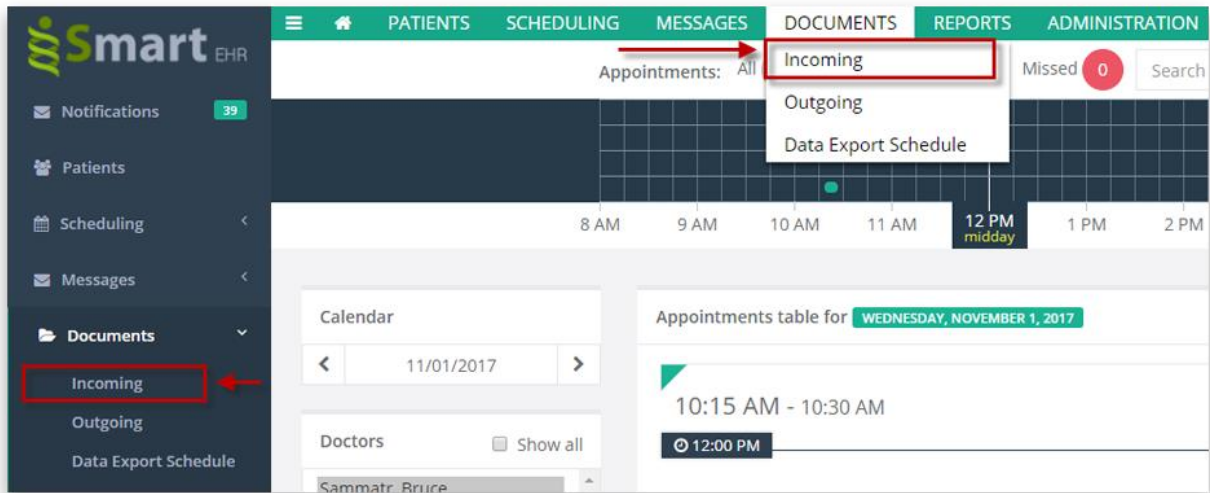 Smart EHR
Notifications 39
Patients
Scheduling
Messages
Documents
Incoming
Outgoing
Data Export Schedule
PATIENTS SCHEDULING MESSAGES DOCUMENTS REPORTS ADMINISTRATION
Appointments: All Missed 0 Search
Incoming
Outgoing
Data Export Schedule
8 AM 9 AM 10 AM 11 AM 12 PM 1 PM 2 PM
midday
Calendar
11/01/2017
Doctors Show all
Sammatr, Bruce
Appointments table for WEDNESDAY, NOVEMBER 1, 2017
10:15 AM - 10:30 AM
12:00 PM